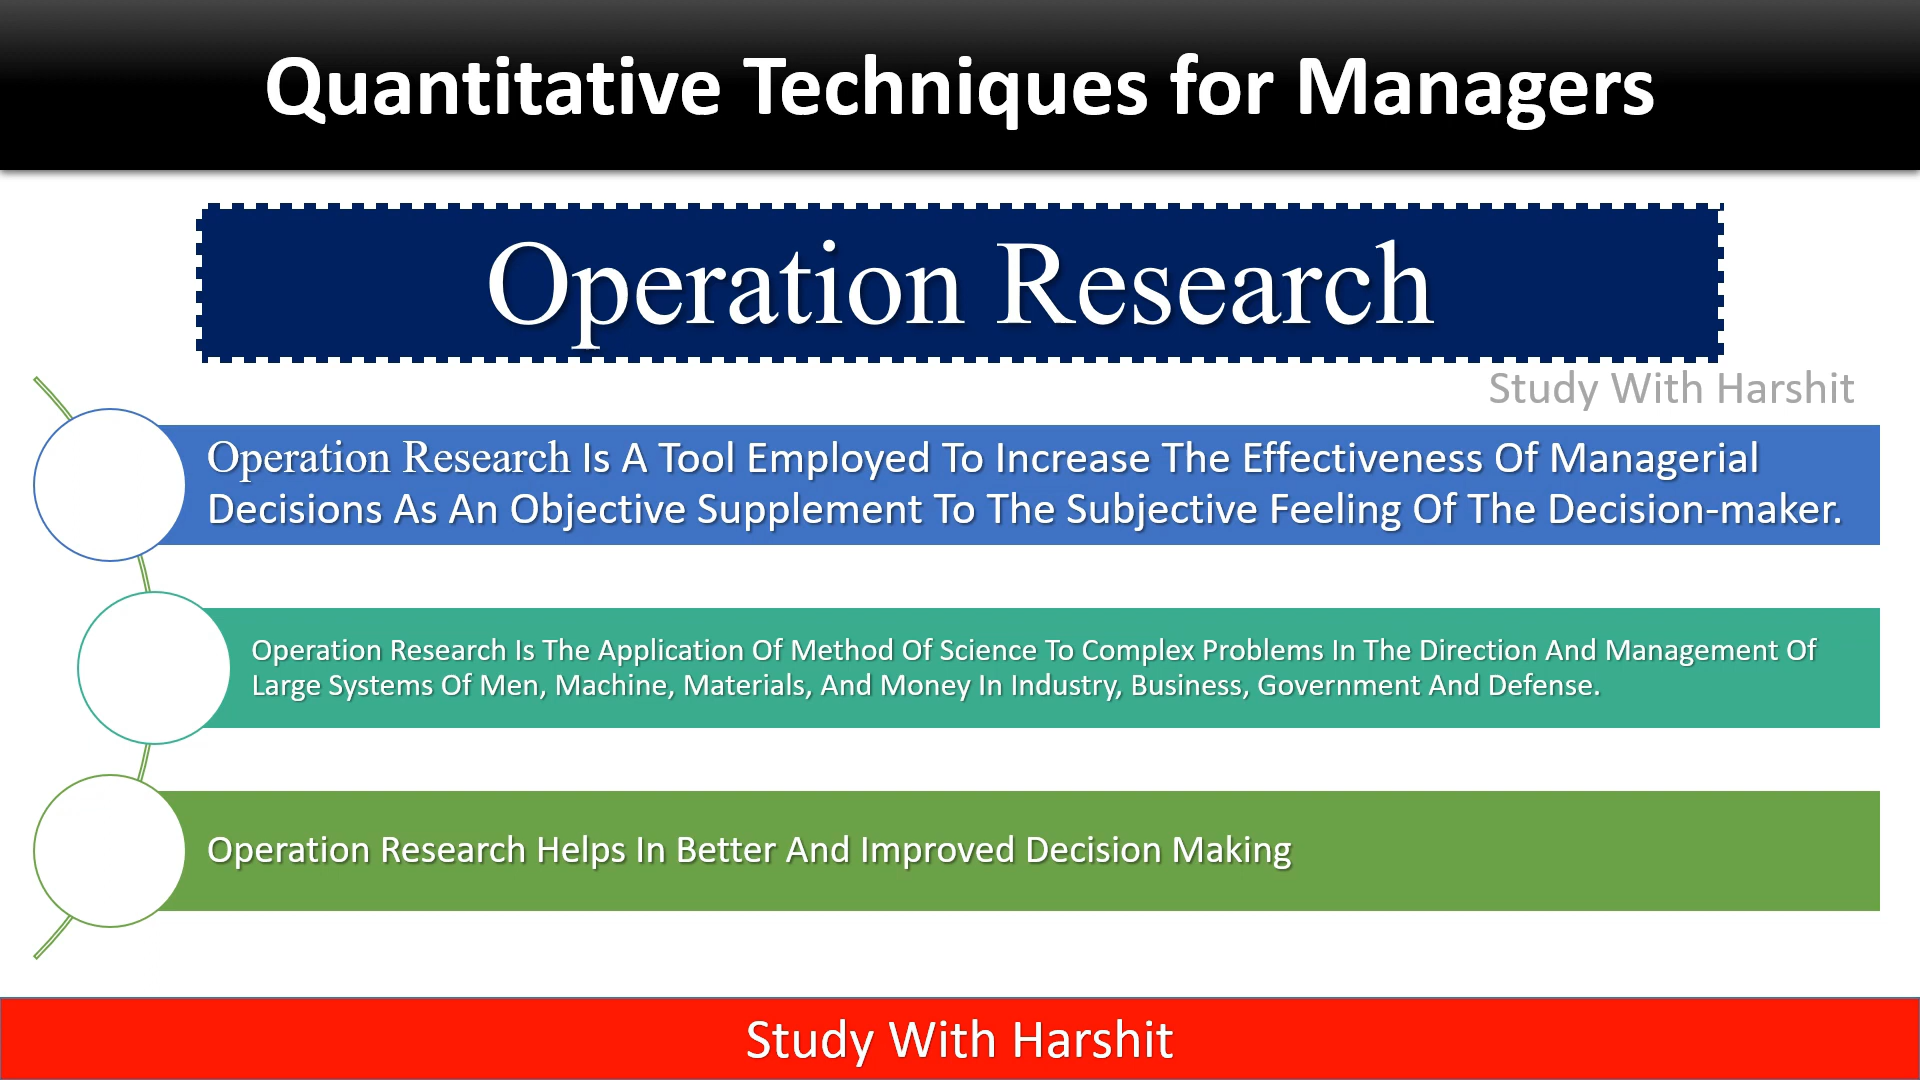 Quantitative Techniques for Managers
Operation Research
Study With Harshit
Operation Research Is A Tool Employed To Increase The Effectiveness Of Managerial
Decisions As An Objective Supplement To The Subjective Feeling Of The Decision-maker.
Operation Research Is The Application Of Method Of Science To Complex Problems In The Direction And Management Of
Large Systems Of Men, Machine, Materials, And Money In Industry, Business, Government And Defense.
Operation Research Helps In Better And Improved Decision Making
Study With Harshit